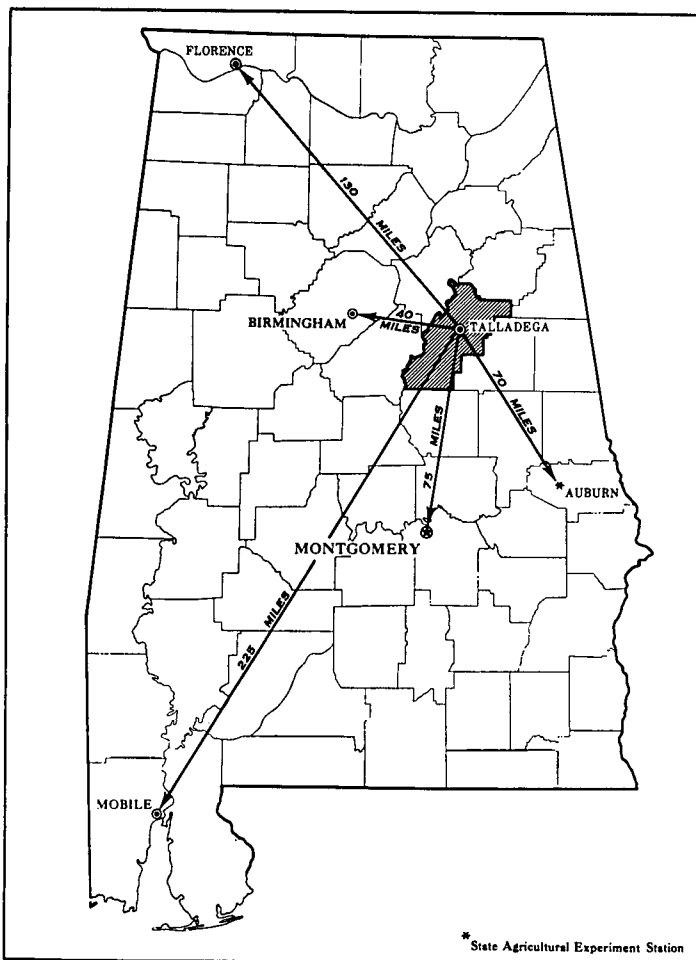 FLORENCE
130 MILES
BIRMINGHAM
40 MILES
TALLADEGA
70 MILES
75 MILES
* AUBURN
MONTGOMERY
225 MILES
MOBILE
* State Agricultural Experiment Station